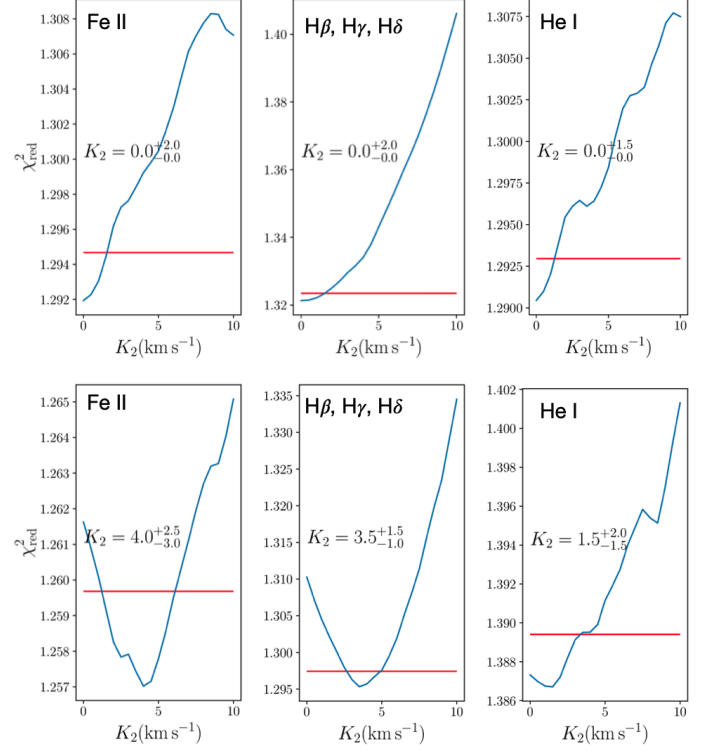 Fe II
Hβ, Hγ, Hδ
He I
1.308
1.306
1.304
1.302
1.300
1.298
1.296
1.294
1.292
χ²red
K₂ = 0.0 +2.0 −0.0
0 5 10
K₂(km s⁻¹)
1.40
1.38
1.36
1.34
1.32
K₂ = 0.0 +2.0 −0.0
0 5 10
K₂(km s⁻¹)
1.3075
1.3050
1.3025
1.3000
1.2975
1.2950
1.2925
1.2900
K₂ = 0.0 +1.5 −0.0
0 5 10
K₂(km s⁻¹)
Fe II
Hβ, Hγ, Hδ
He I
1.265
1.264
1.263
1.262
1.261
1.260
1.259
1.258
1.257
χ²red
K₂ = 4.0 +2.5 −3.0
0 5 10
K₂(km s⁻¹)
1.335
1.330
1.325
1.320
1.315
1.310
1.305
1.300
1.295
K₂ = 3.5 +1.5 −1.0
0 5 10
K₂(km s⁻¹)
1.402
1.400
1.398
1.396
1.394
1.392
1.390
1.388
1.386
K₂ = 1.5 +2.0 −1.5
0 5 10
K₂(km s⁻¹)